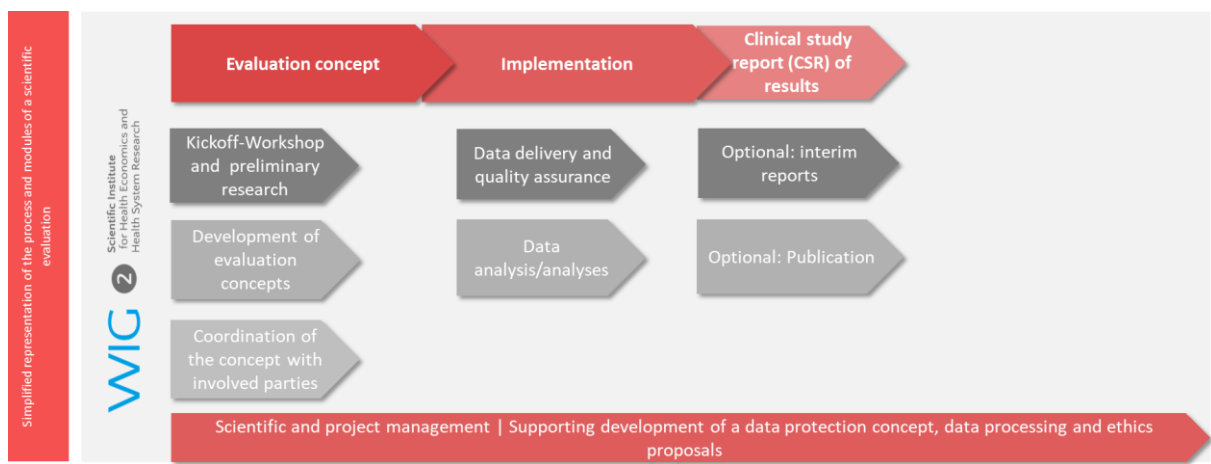 Simplified representation of the process and modules of a scientific
evaluation
WIG 2
Scientific Institute
for Health Economics and
Health System Research
Evaluation concept
Implementation
Clinical study
report (CSR) of
results
Kickoff-Workshop
and preliminary
research
Data delivery and
quality assurance
Optional: interim
reports
Development of
evaluation
concepts
Data
analysis/analyses
Optional: Publication
Coordination of
the concept with
involved parties
Scientific and project management | Supporting development of a data protection concept, data processing and ethics
proposals